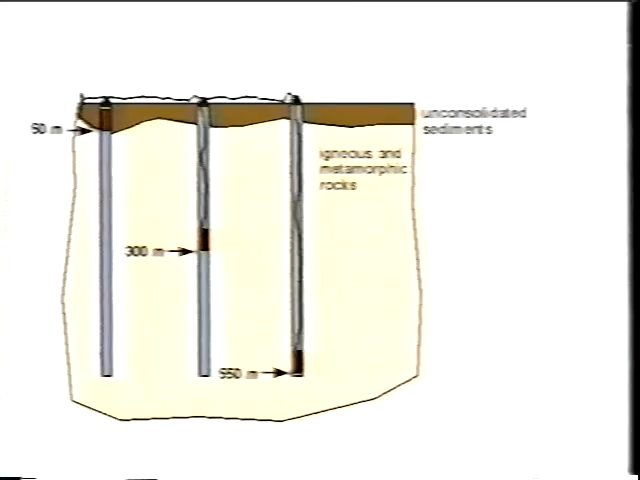 unconsolidated
sediments
50 m
igneous and
metamorphic
rocks
300 m
550 m